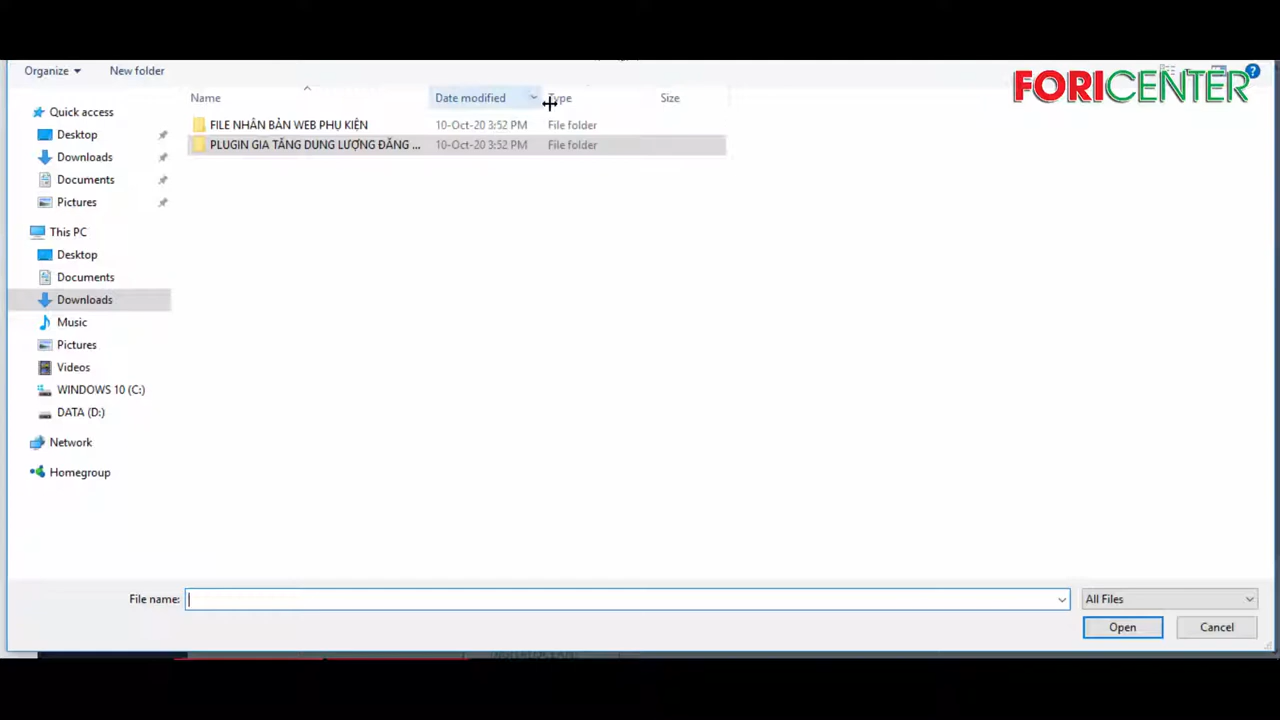 FORICENTER
Organize
New folder
Name
Date modified
Type
Size
Quick access
FILE NHÂN BẢN WEB PHỤ KIỆN
10-Oct-20 3:52 PM
File folder
Desktop
PLUGIN GIA TĂNG DUNG LƯỢNG ĐĂNG ...
10-Oct-20 3:52 PM
File folder
Downloads
Documents
Pictures
This PC
Desktop
Documents
Downloads
Music
Pictures
Videos
WINDOWS 10 (C:)
DATA (D:)
Network
Homegroup
File name:
All Files
Open
Cancel